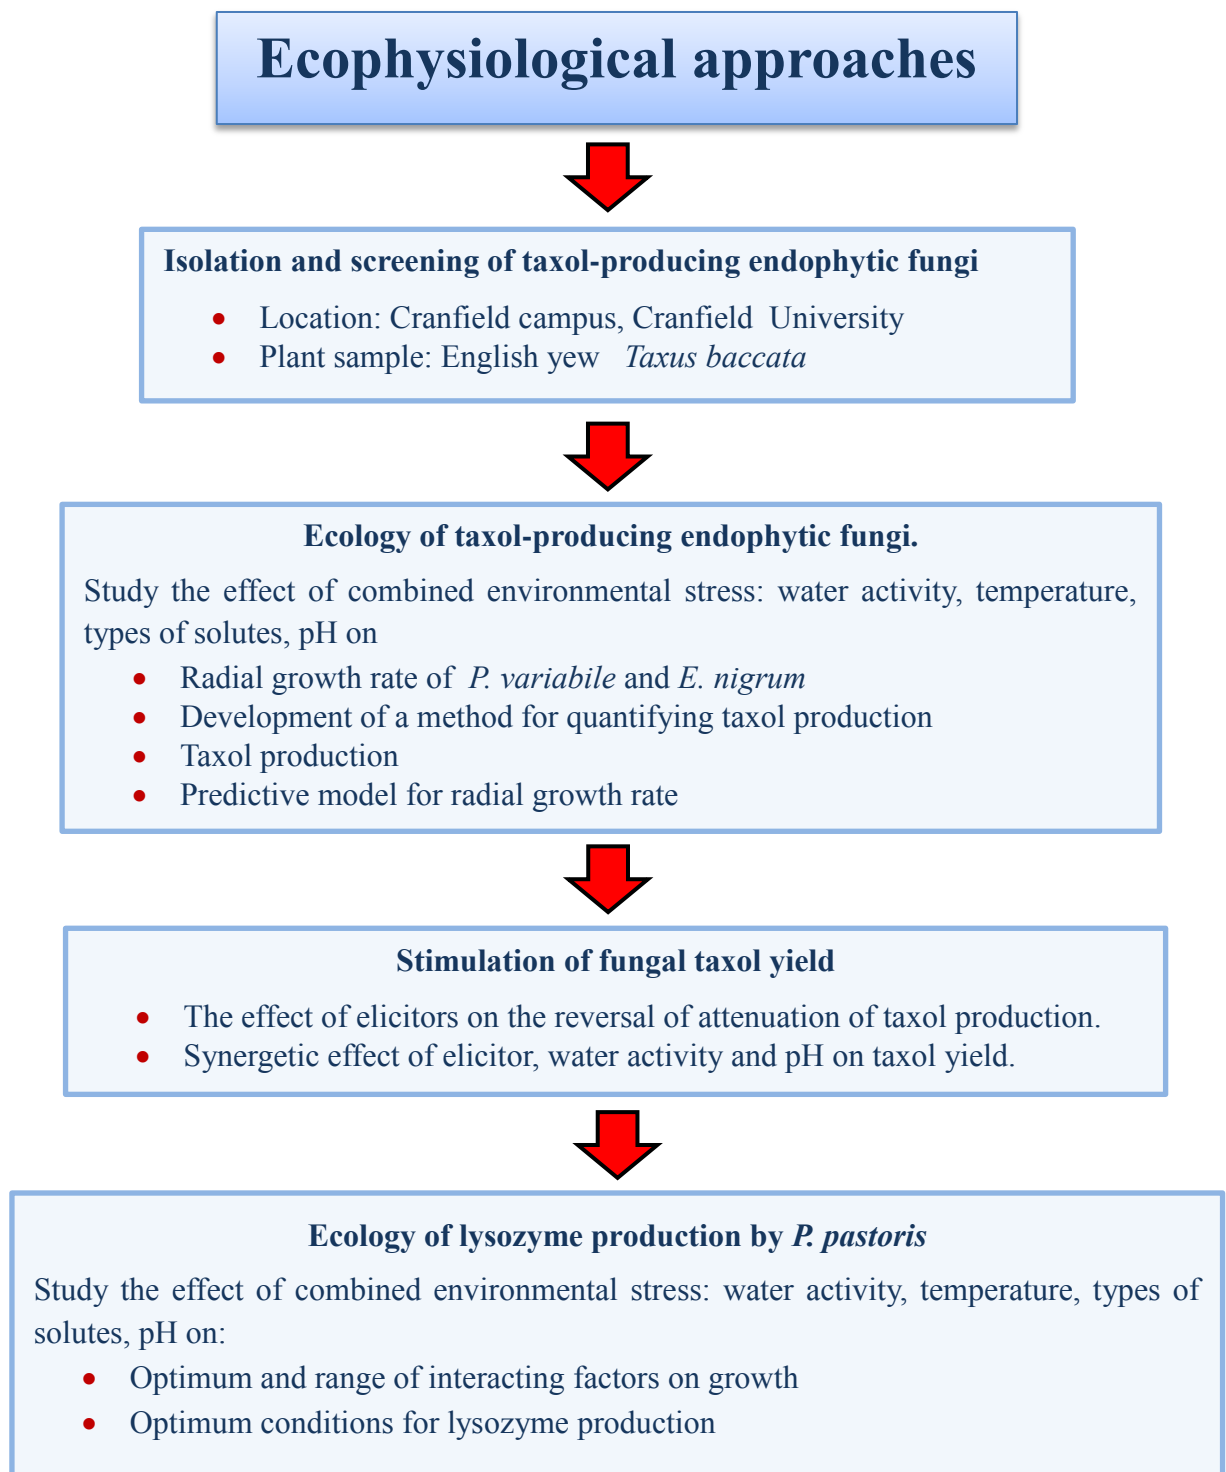 Ecophysiological approaches
Isolation and screening of taxol-producing endophytic fungi
• Location: Cranfield campus, Cranfield University
• Plant sample: English yew Taxus baccata
Ecology of taxol-producing endophytic fungi.
Study the effect of combined environmental stress: water activity, temperature,
types of solutes, pH on
• Radial growth rate of P. variabile and E. nigrum
• Development of a method for quantifying taxol production
• Taxol production
• Predictive model for radial growth rate
Stimulation of fungal taxol yield
• The effect of elicitors on the reversal of attenuation of taxol production.
• Synergetic effect of elicitor, water activity and pH on taxol yield.
Ecology of lysozyme production by P. pastoris
Study the effect of combined environmental stress: water activity, temperature, types of
solutes, pH on:
• Optimum and range of interacting factors on growth
• Optimum conditions for lysozyme production